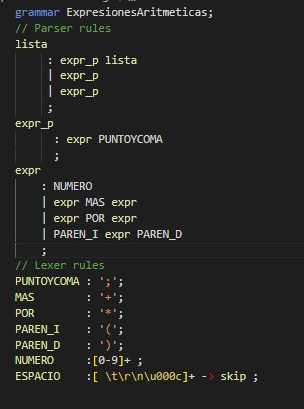 grammar ExpresionesAritmeticas;
// Parser rules
lista
: expr_p lista
| expr_p
| expr_p
;
expr_p
: expr PUNTOYCOMA
;
expr
: NUMERO
| expr MAS expr
| expr POR expr
| PAREN_I expr PAREN_D
;
// Lexer rules
PUNTOYCOMA : ';';
MAS : '+';
POR : '*';
PAREN_I : '(';
PAREN_D : ')';
NUMERO :[0-9]+ ;
ESPACIO :[ \t\r\n\u000c]+ -> skip ;